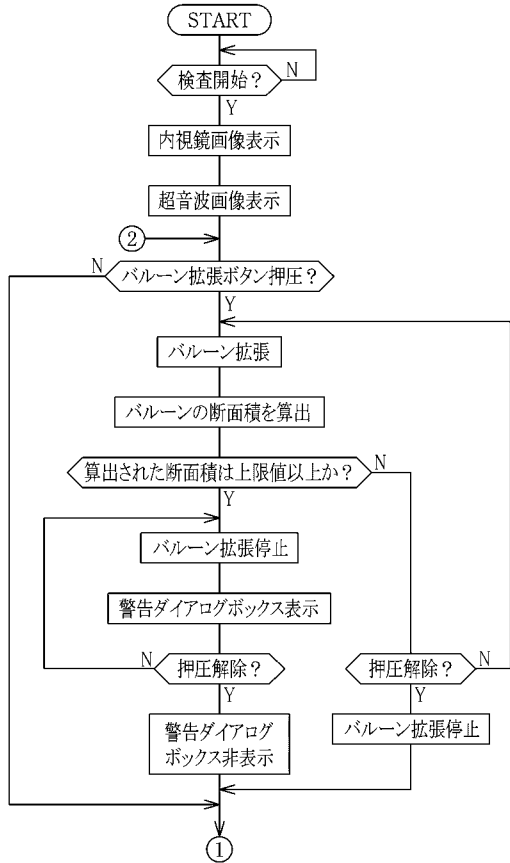 START
検査開始？
N
Y
内視鏡画像表示
超音波画像表示
②
N
バルーン拡張ボタン押圧？
Y
バルーン拡張
バルーンの断面積を算出
算出された断面積は上限値以上か？
N
Y
バルーン拡張停止
警告ダイアログボックス表示
N
押圧解除？
押圧解除？
N
Y
Y
警告ダイアログ
ボックス非表示
バルーン拡張停止
①